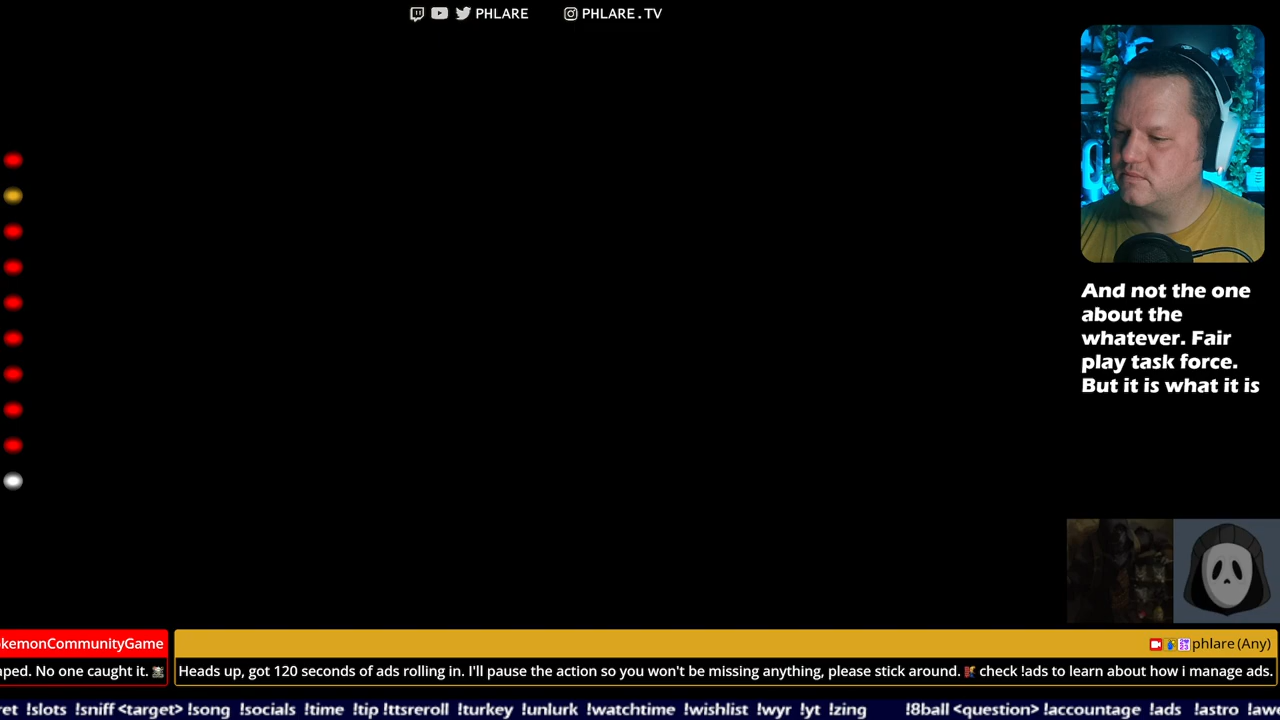 PHLARE PHLARE.TV
And not the one
about the
whatever. Fair
play task force.
But it is what it is
okemonCommunityGame
phlare (Any)
aped. No one caught it.
Heads up, got 120 seconds of ads rolling in. I'll pause the action so you won't be missing anything, please stick around. check !ads to learn about how i manage ads.
ret !slots !sniff <target> !song !socials !time !tip !ttsreroll !turkey !unlurk !watchtime !wishlist !wyr !yt !zing !8ball <question> !accountage !ads !astro !awe